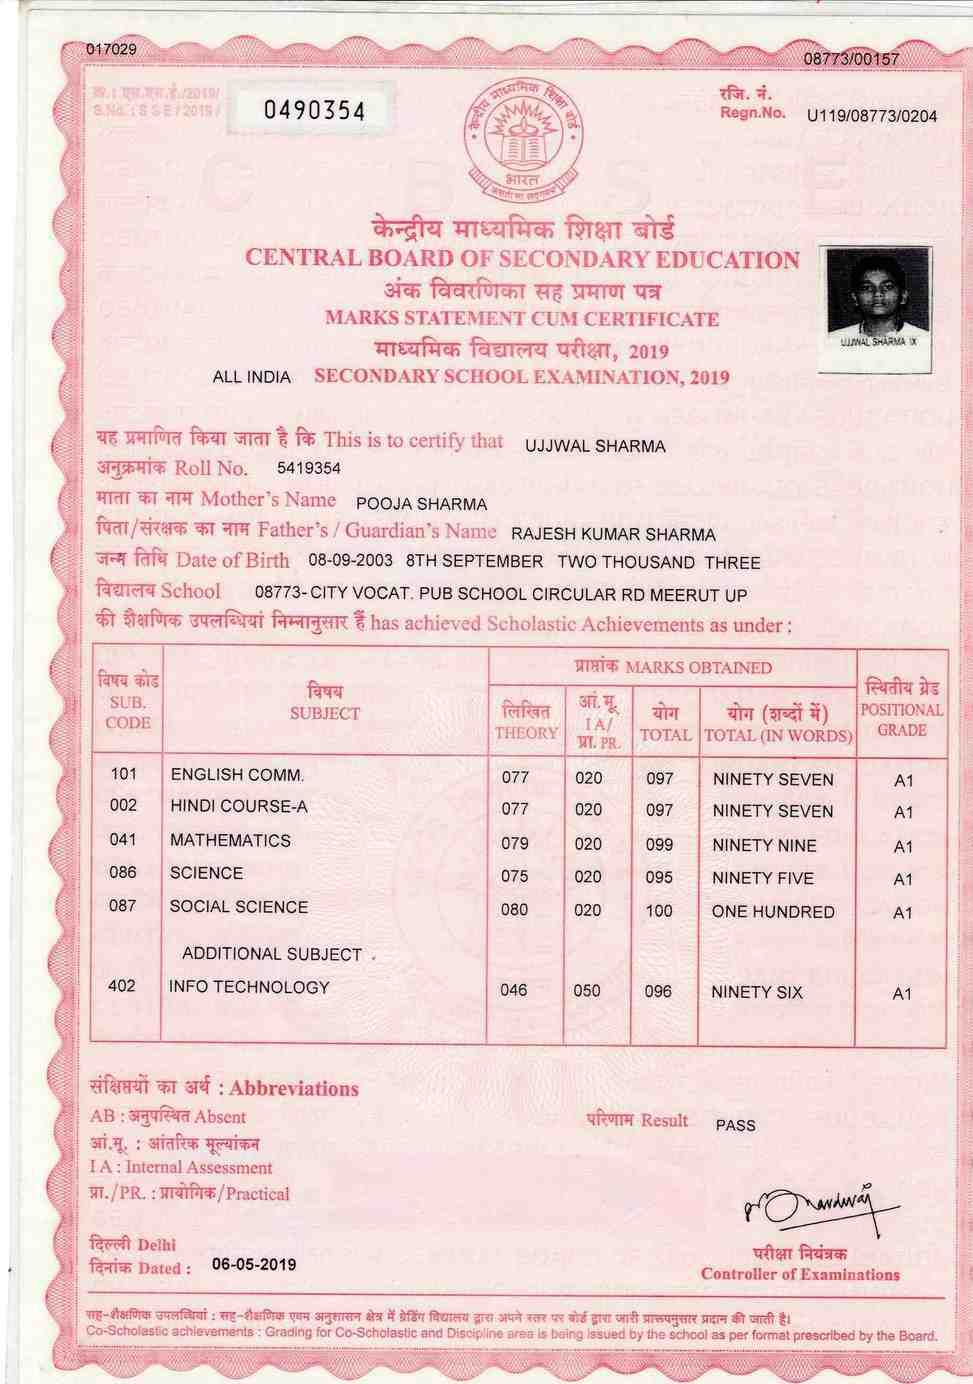 017029
08773/00157
क्र.: एस.एस.ई./2019/
S.No. : S S E / 2019 /
0490354
रजि. नं.
Regn.No. U119/08773/0204
C B S E
केन्द्रीय माध्यमिक शिक्षा बोर्ड
भारत
केन्द्रीय माध्यमिक शिक्षा बोर्ड
CENTRAL BOARD OF SECONDARY EDUCATION
अंक विवरणिका सह प्रमाण पत्र
MARKS STATEMENT CUM CERTIFICATE
माध्यमिक विद्यालय परीक्षा, 2019
ALL INDIA SECONDARY SCHOOL EXAMINATION, 2019
UJJWAL SHARMA IX
यह प्रमाणित किया जाता है कि This is to certify that UJJWAL SHARMA
अनुक्रमांक Roll No. 5419354
माता का नाम Mother's Name POOJA SHARMA
पिता/संरक्षक का नाम Father's / Guardian's Name RAJESH KUMAR SHARMA
जन्म तिथि Date of Birth 08-09-2003 8TH SEPTEMBER TWO THOUSAND THREE
विद्यालय School 08773- CITY VOCAT. PUB SCHOOL CIRCULAR RD MEERUT UP
की शैक्षणिक उपलब्धियां निम्नानुसार हैं has achieved Scholastic Achievements as under :
विषय कोड
SUB.
CODE
विषय
SUBJECT
प्राप्तांक MARKS OBTAINED
लिखित
THEORY
आं.मू.
I A/
प्रा. PR.
योग
TOTAL
योग (शब्दों में)
TOTAL (IN WORDS)
स्थितीय ग्रेड
POSITIONAL
GRADE
101 ENGLISH COMM. 077 020 097 NINETY SEVEN A1
002 HINDI COURSE-A 077 020 097 NINETY SEVEN A1
041 MATHEMATICS 079 020 099 NINETY NINE A1
086 SCIENCE 075 020 095 NINETY FIVE A1
087 SOCIAL SCIENCE 080 020 100 ONE HUNDRED A1
ADDITIONAL SUBJECT
402 INFO TECHNOLOGY 046 050 096 NINETY SIX A1
संक्षिप्तियों का अर्थ : Abbreviations
AB : अनुपस्थित Absent
परिणाम Result PASS
आं.मू. : आंतरिक मूल्यांकन
I A : Internal Assessment
प्रा./PR. : प्रायोगिक/Practical
दिल्ली Delhi
दिनांक Dated : 06-05-2019
परीक्षा नियंत्रक
Controller of Examinations
सह-शैक्षणिक उपलब्धियां : सह-शैक्षणिक एवम अनुशासन क्षेत्र में ग्रेडिंग विद्यालय द्वारा अपने स्तर पर बोर्ड द्वारा जारी प्रारूपानुसार प्रदान की जाती है।
Co-Scholastic achievements : Grading for Co-Scholastic and Discipline area is being issued by the school as per format prescribed by the Board.